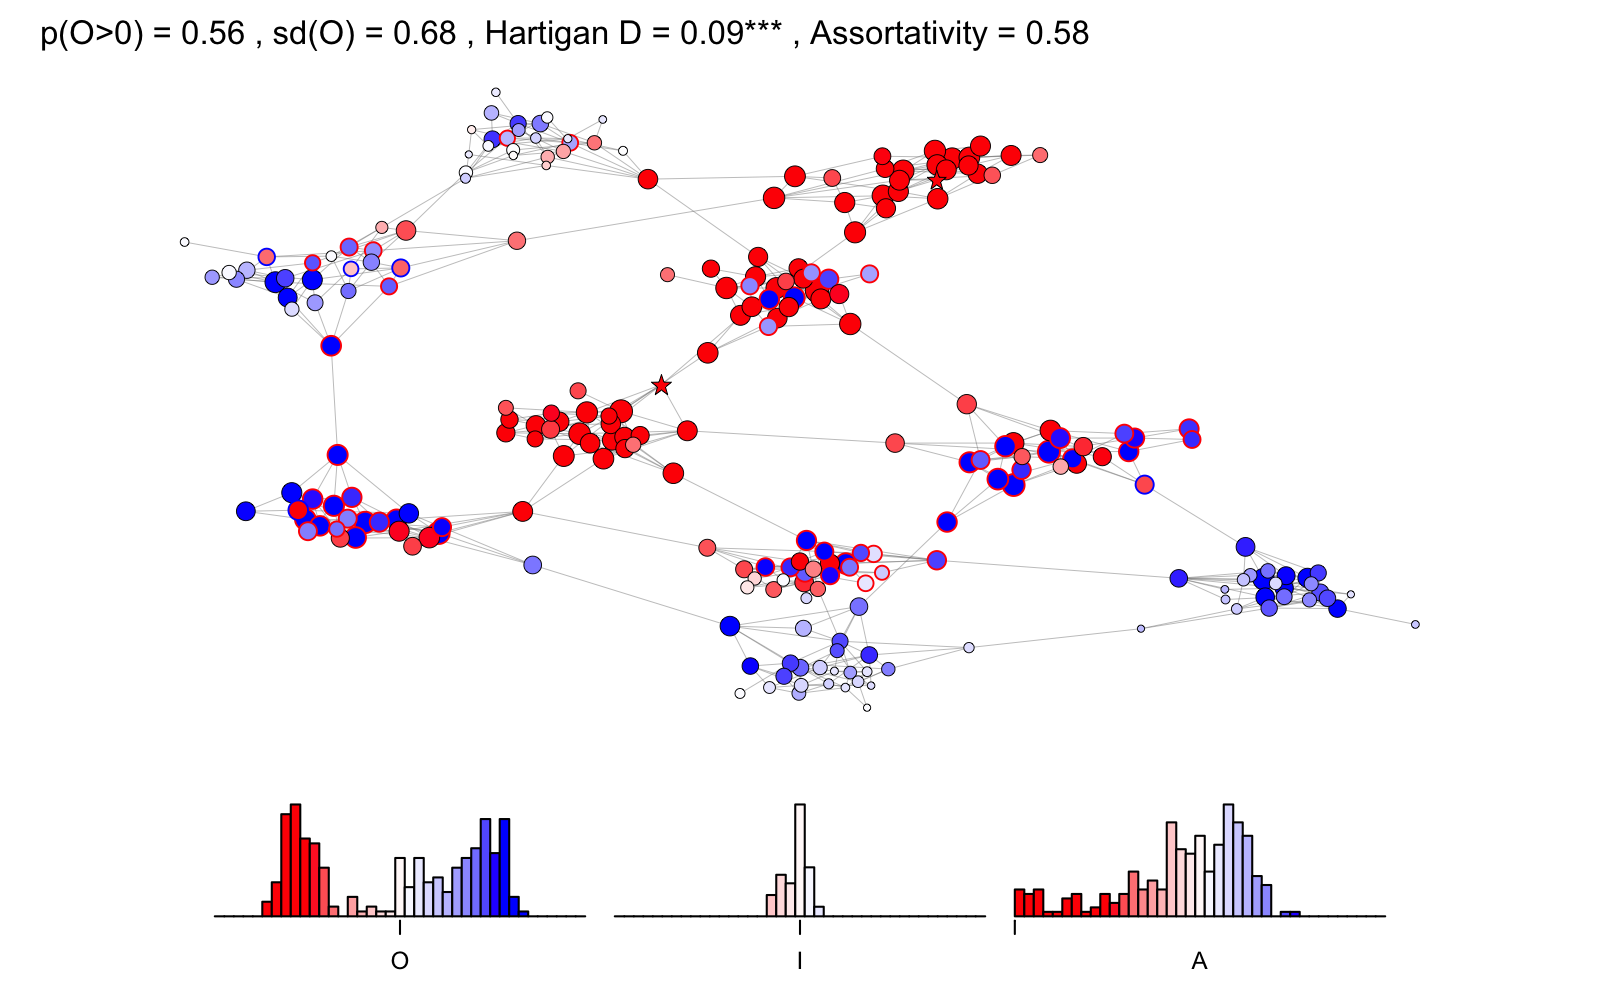 p(O>0) = 0.56 , sd(O) = 0.68 , Hartigan D = 0.09*** , Assortativity = 0.58
O
I
A